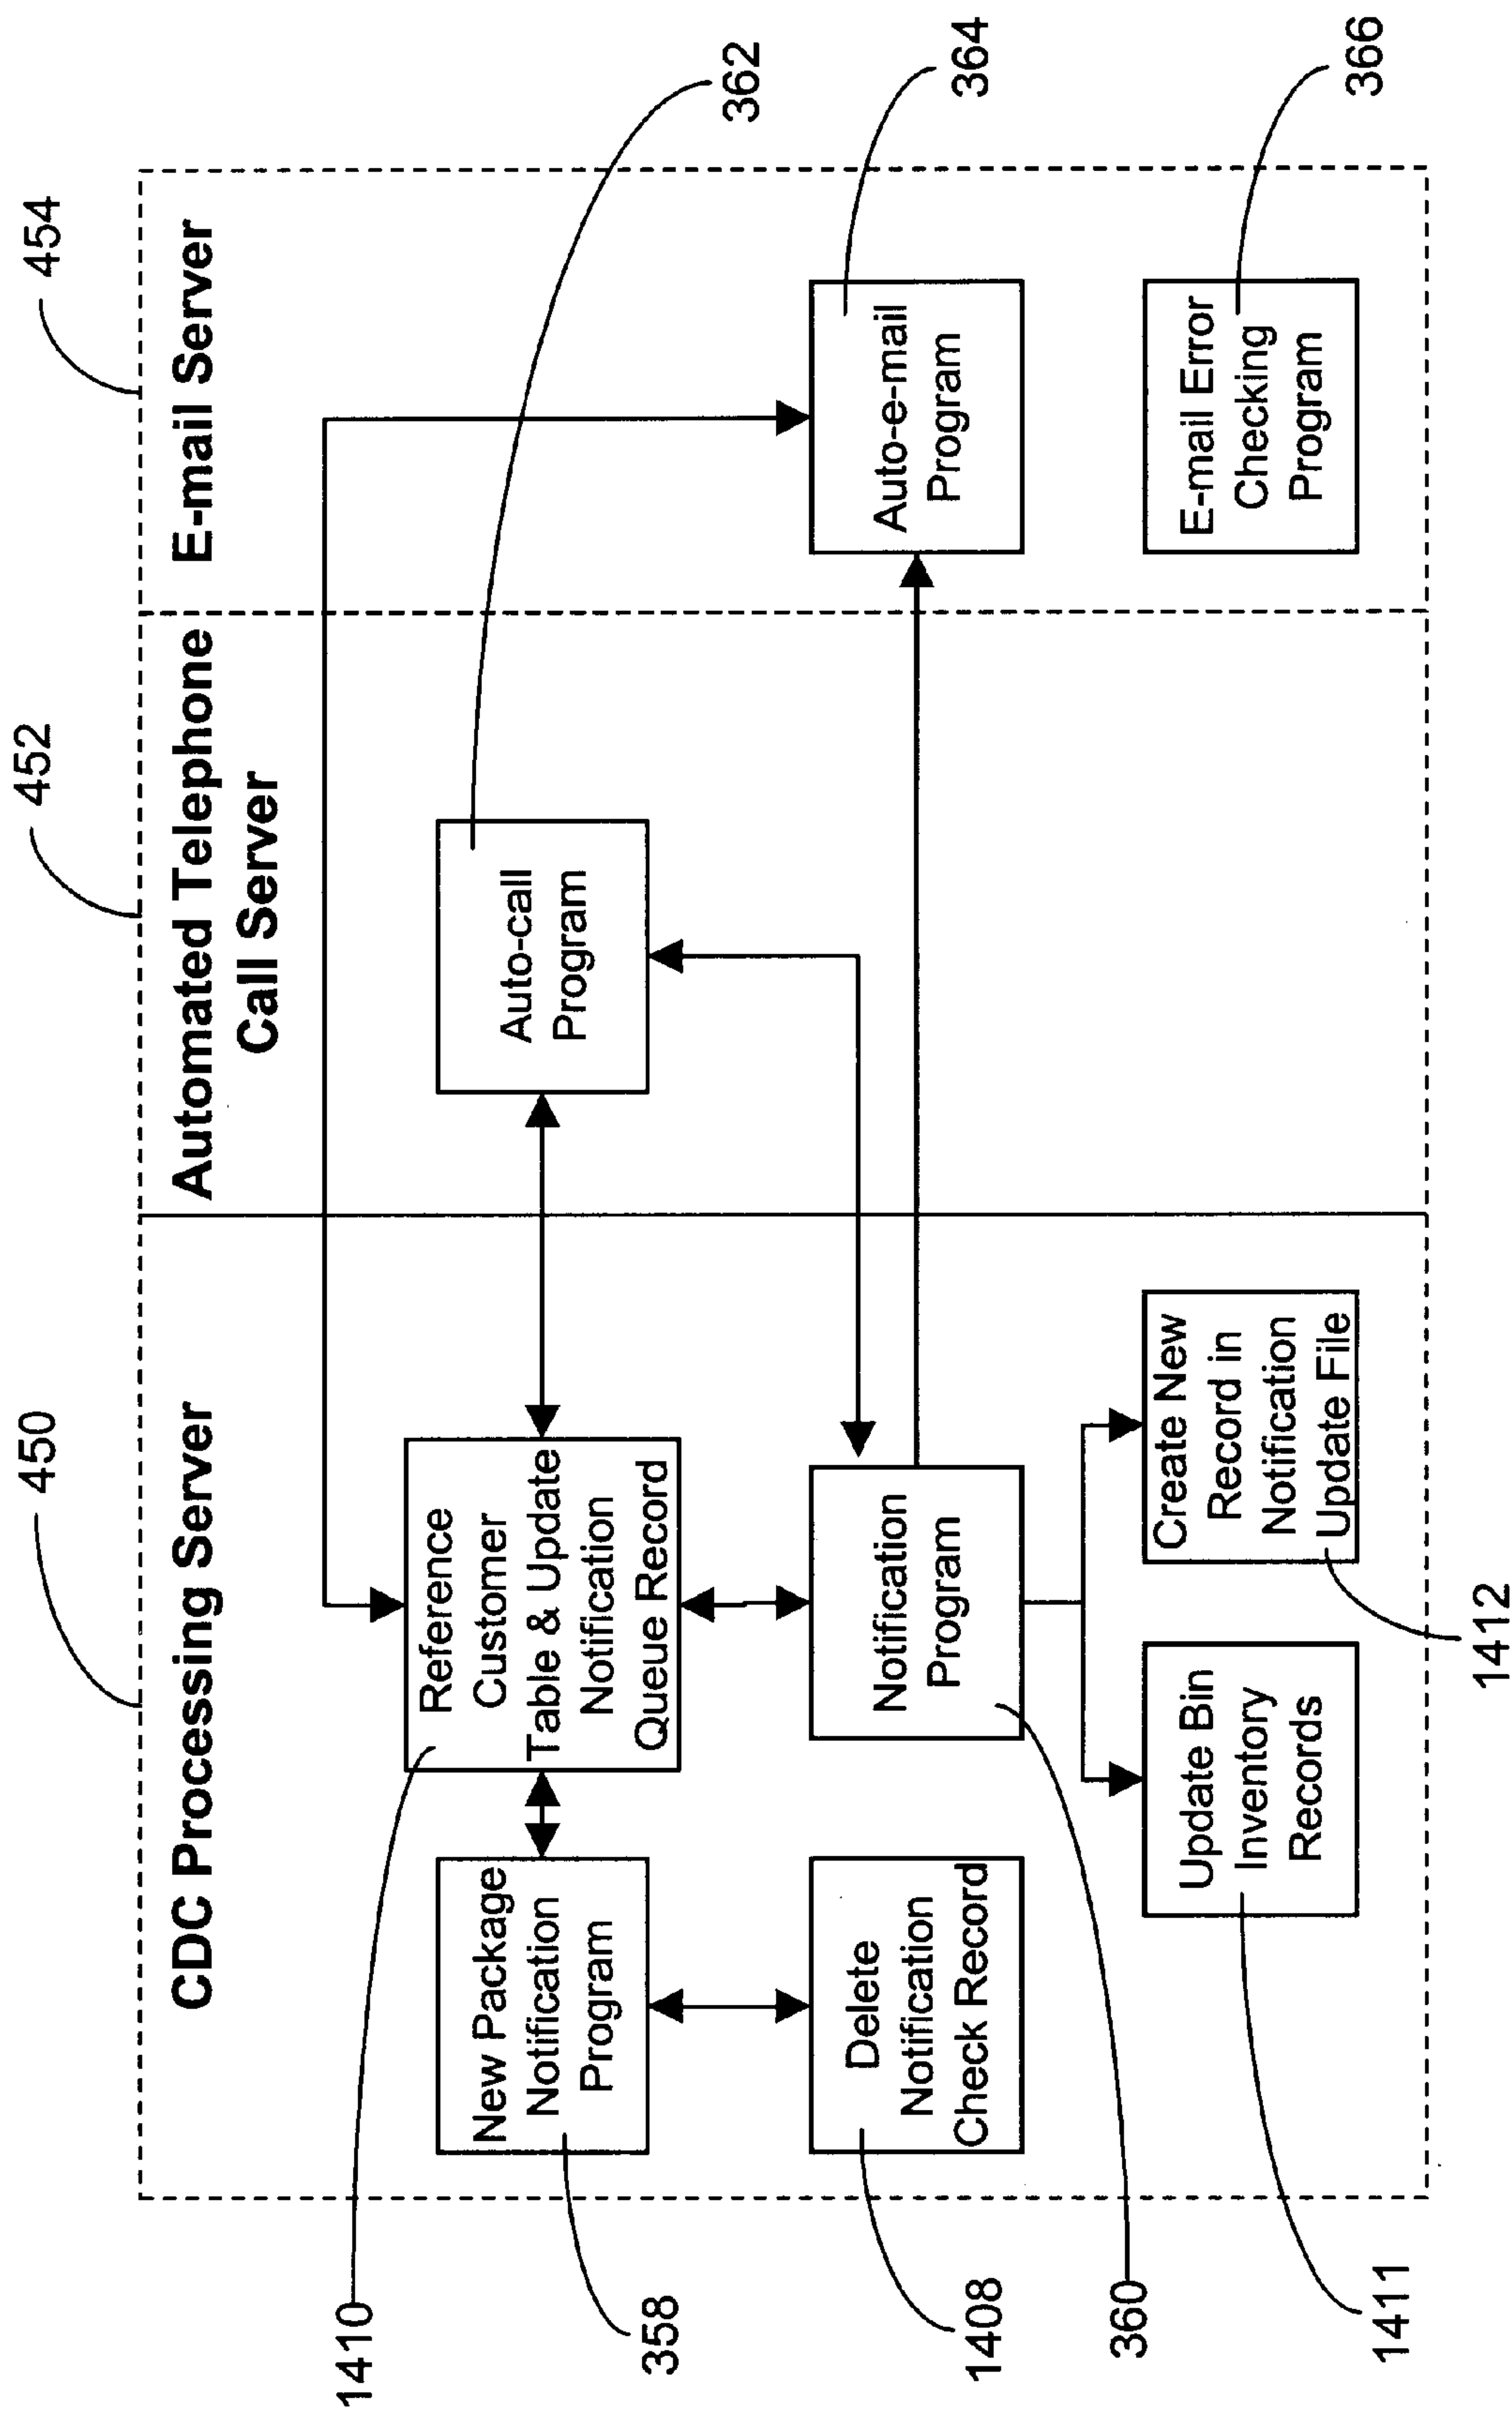 450
452
454
CDC Processing Server
Automated Telephone
Call Server
E-mail Server
1410
358
1408
360
1411
1412
362
364
366
New Package
Notification
Program
Reference
Customer
Table & Update
Notification
Queue Record
Auto-call
Program
Delete
Notification
Check Record
Notification
Program
Auto-e-mail
Program
Update Bin
Inventory
Records
Create New
Record in
Notification
Update File
E-mail Error
Checking
Program